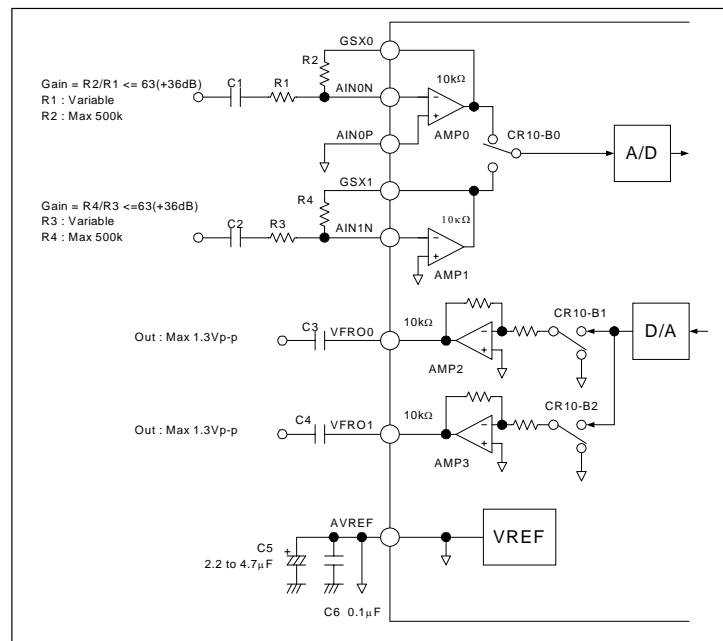 GSX0
R2
10kΩ
Gain = R2/R1 <= 63(+36dB)
R1 : Variable
R2 : Max 500k
C1
R1
AIN0N
AIN0P
AMP0
CR10-B0
A/D
R4
GSX1
Gain = R4/R3 <=63(+36dB)
R3 : Variable
R4 : Max 500k
C2
R3
AIN1N
10κΩ
AMP1
Out : Max 1.3Vp-p
C3
VFRO0
10kΩ
AMP2
CR10-B1
D/A
Out : Max 1.3Vp-p
C4
VFRO1
10kΩ
AMP3
CR10-B2
AVREF
VREF
C5
+
2.2 to 4.7μF
C6 0.1μF